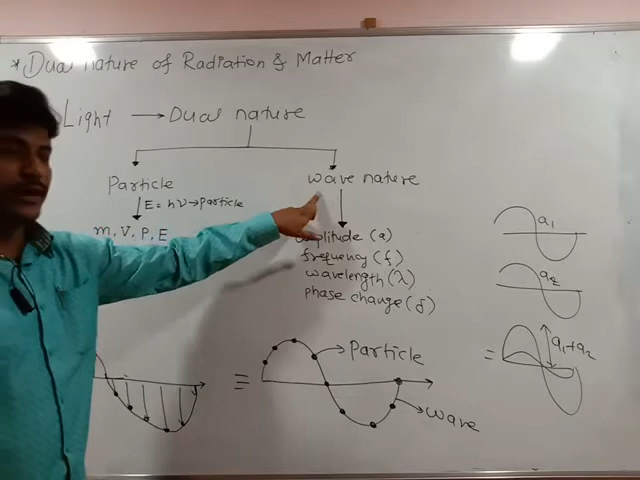 * Dual nature of Radiation & Matter
Light → Dual nature
Particle
wave nature
E = hν → Particle
m, V, P, E
amplitude (a)
frequency (f)
wavelength (λ)
phase change (δ)
a₁
a₂
= a₁+a₂
≡
Particle
wave